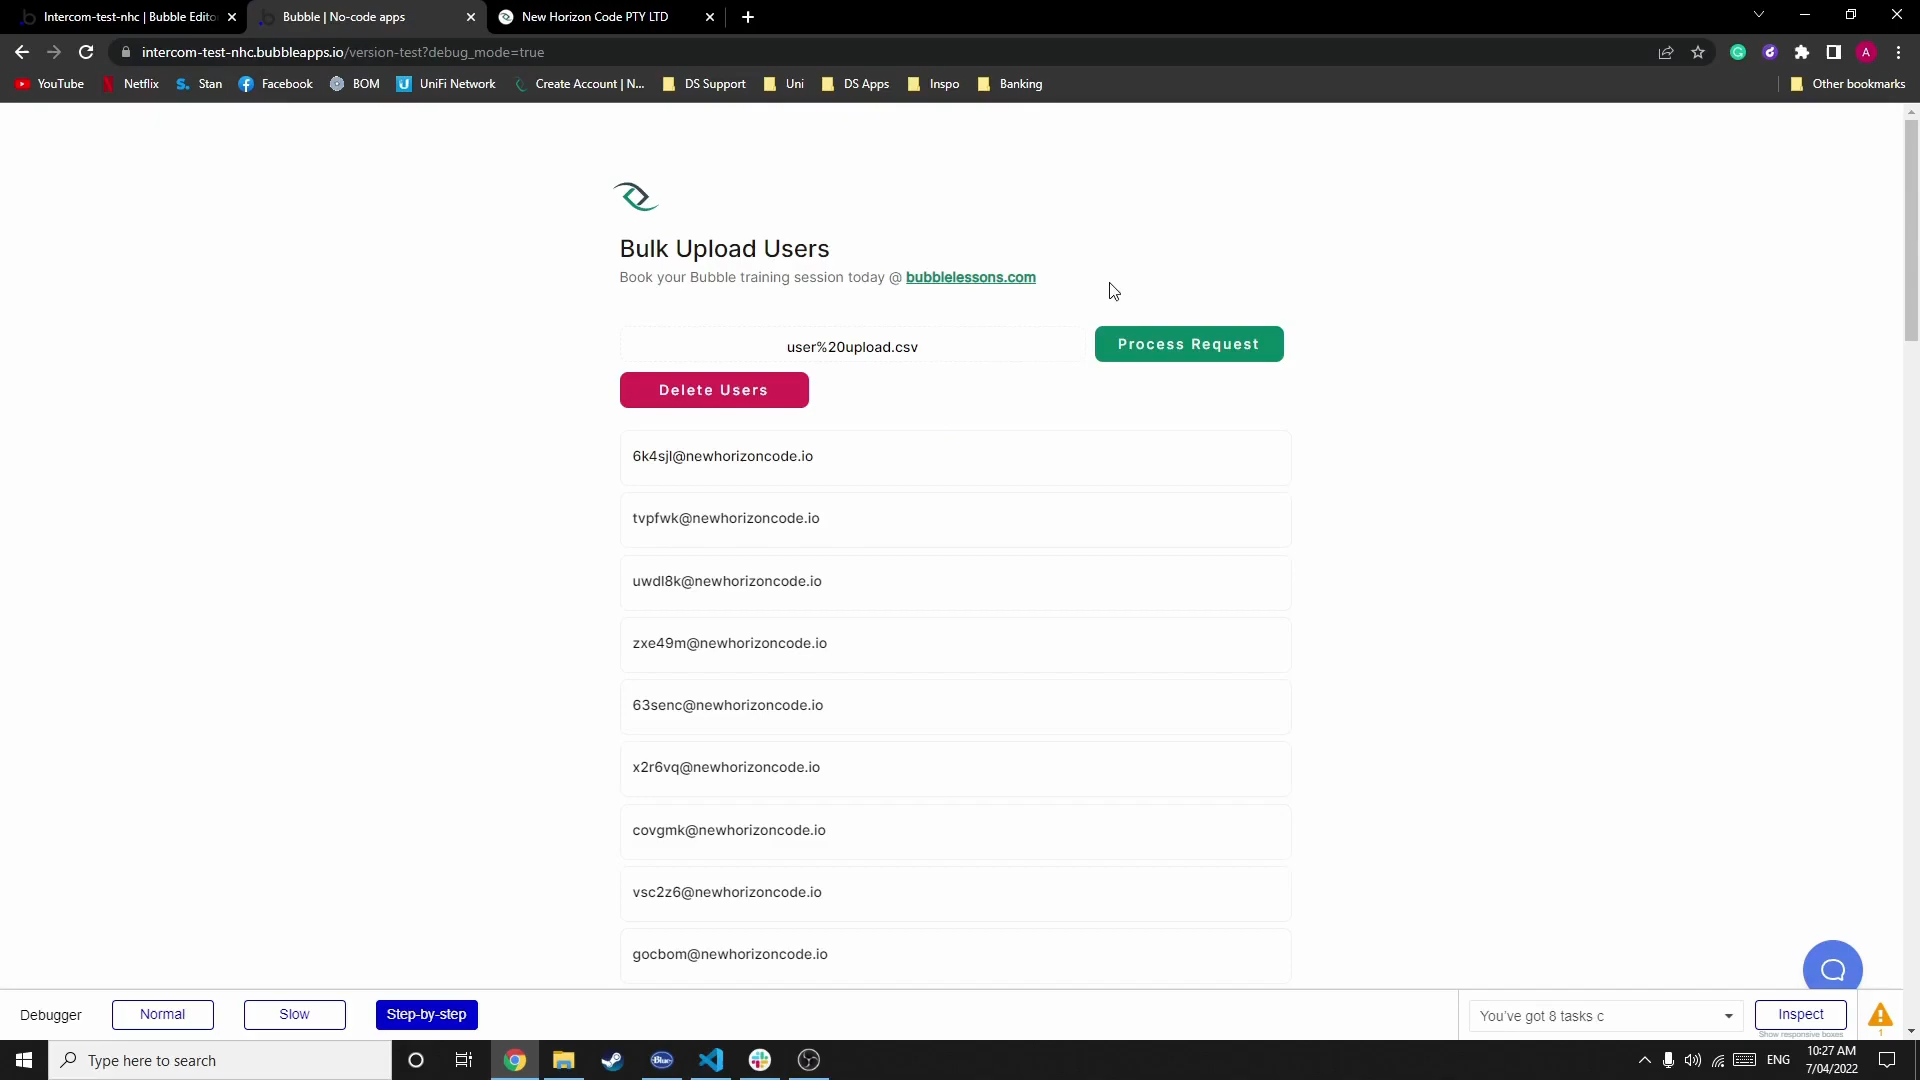 Intercom-test-nhc | Bubble Edito
Bubble | No-code apps
New Horizon Code PTY LTD
intercom-test-nhc.bubbleapps.io/version-test?debug_mode=true
A
YouTube
Netflix
Stan
Facebook
BOM
UniFi Network
Create Account | N...
DS Support
Uni
DS Apps
Inspo
Banking
Other bookmarks
Bulk Upload Users
Book your Bubble training session today @ bubblelessons.com
user%20upload.csv
Process Request
Delete Users
6k4sjl@newhorizoncode.io
tvpfwk@newhorizoncode.io
uwdl8k@newhorizoncode.io
zxe49m@newhorizoncode.io
63senc@newhorizoncode.io
x2r6vq@newhorizoncode.io
covgmk@newhorizoncode.io
vsc2z6@newhorizoncode.io
gocbom@newhorizoncode.io
Debugger
Normal
Slow
Step-by-step
You've got 8 tasks c
Inspect
Show responsive boxes
1
Type here to search
Blue
ENG
10:27 AM
7/04/2022